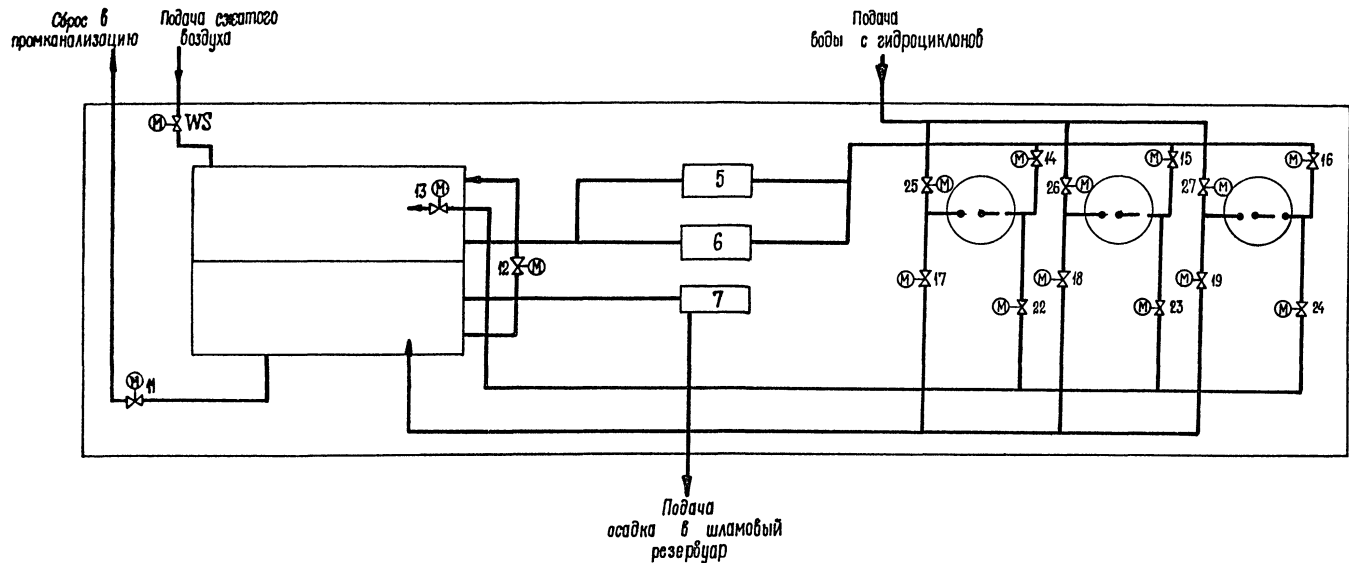 Сброс в
промканализацию
Подача сжатого
воздуха
Подача
воды с гидроциклонов
М WS
М 14
М 15
М 16
5
25 М
26 М
27 М
13 М
6
12 М
М 17
М 18
М 19
7
М 22
М 23
М 24
М 11
Подача
осадка в шламовый
резервуар